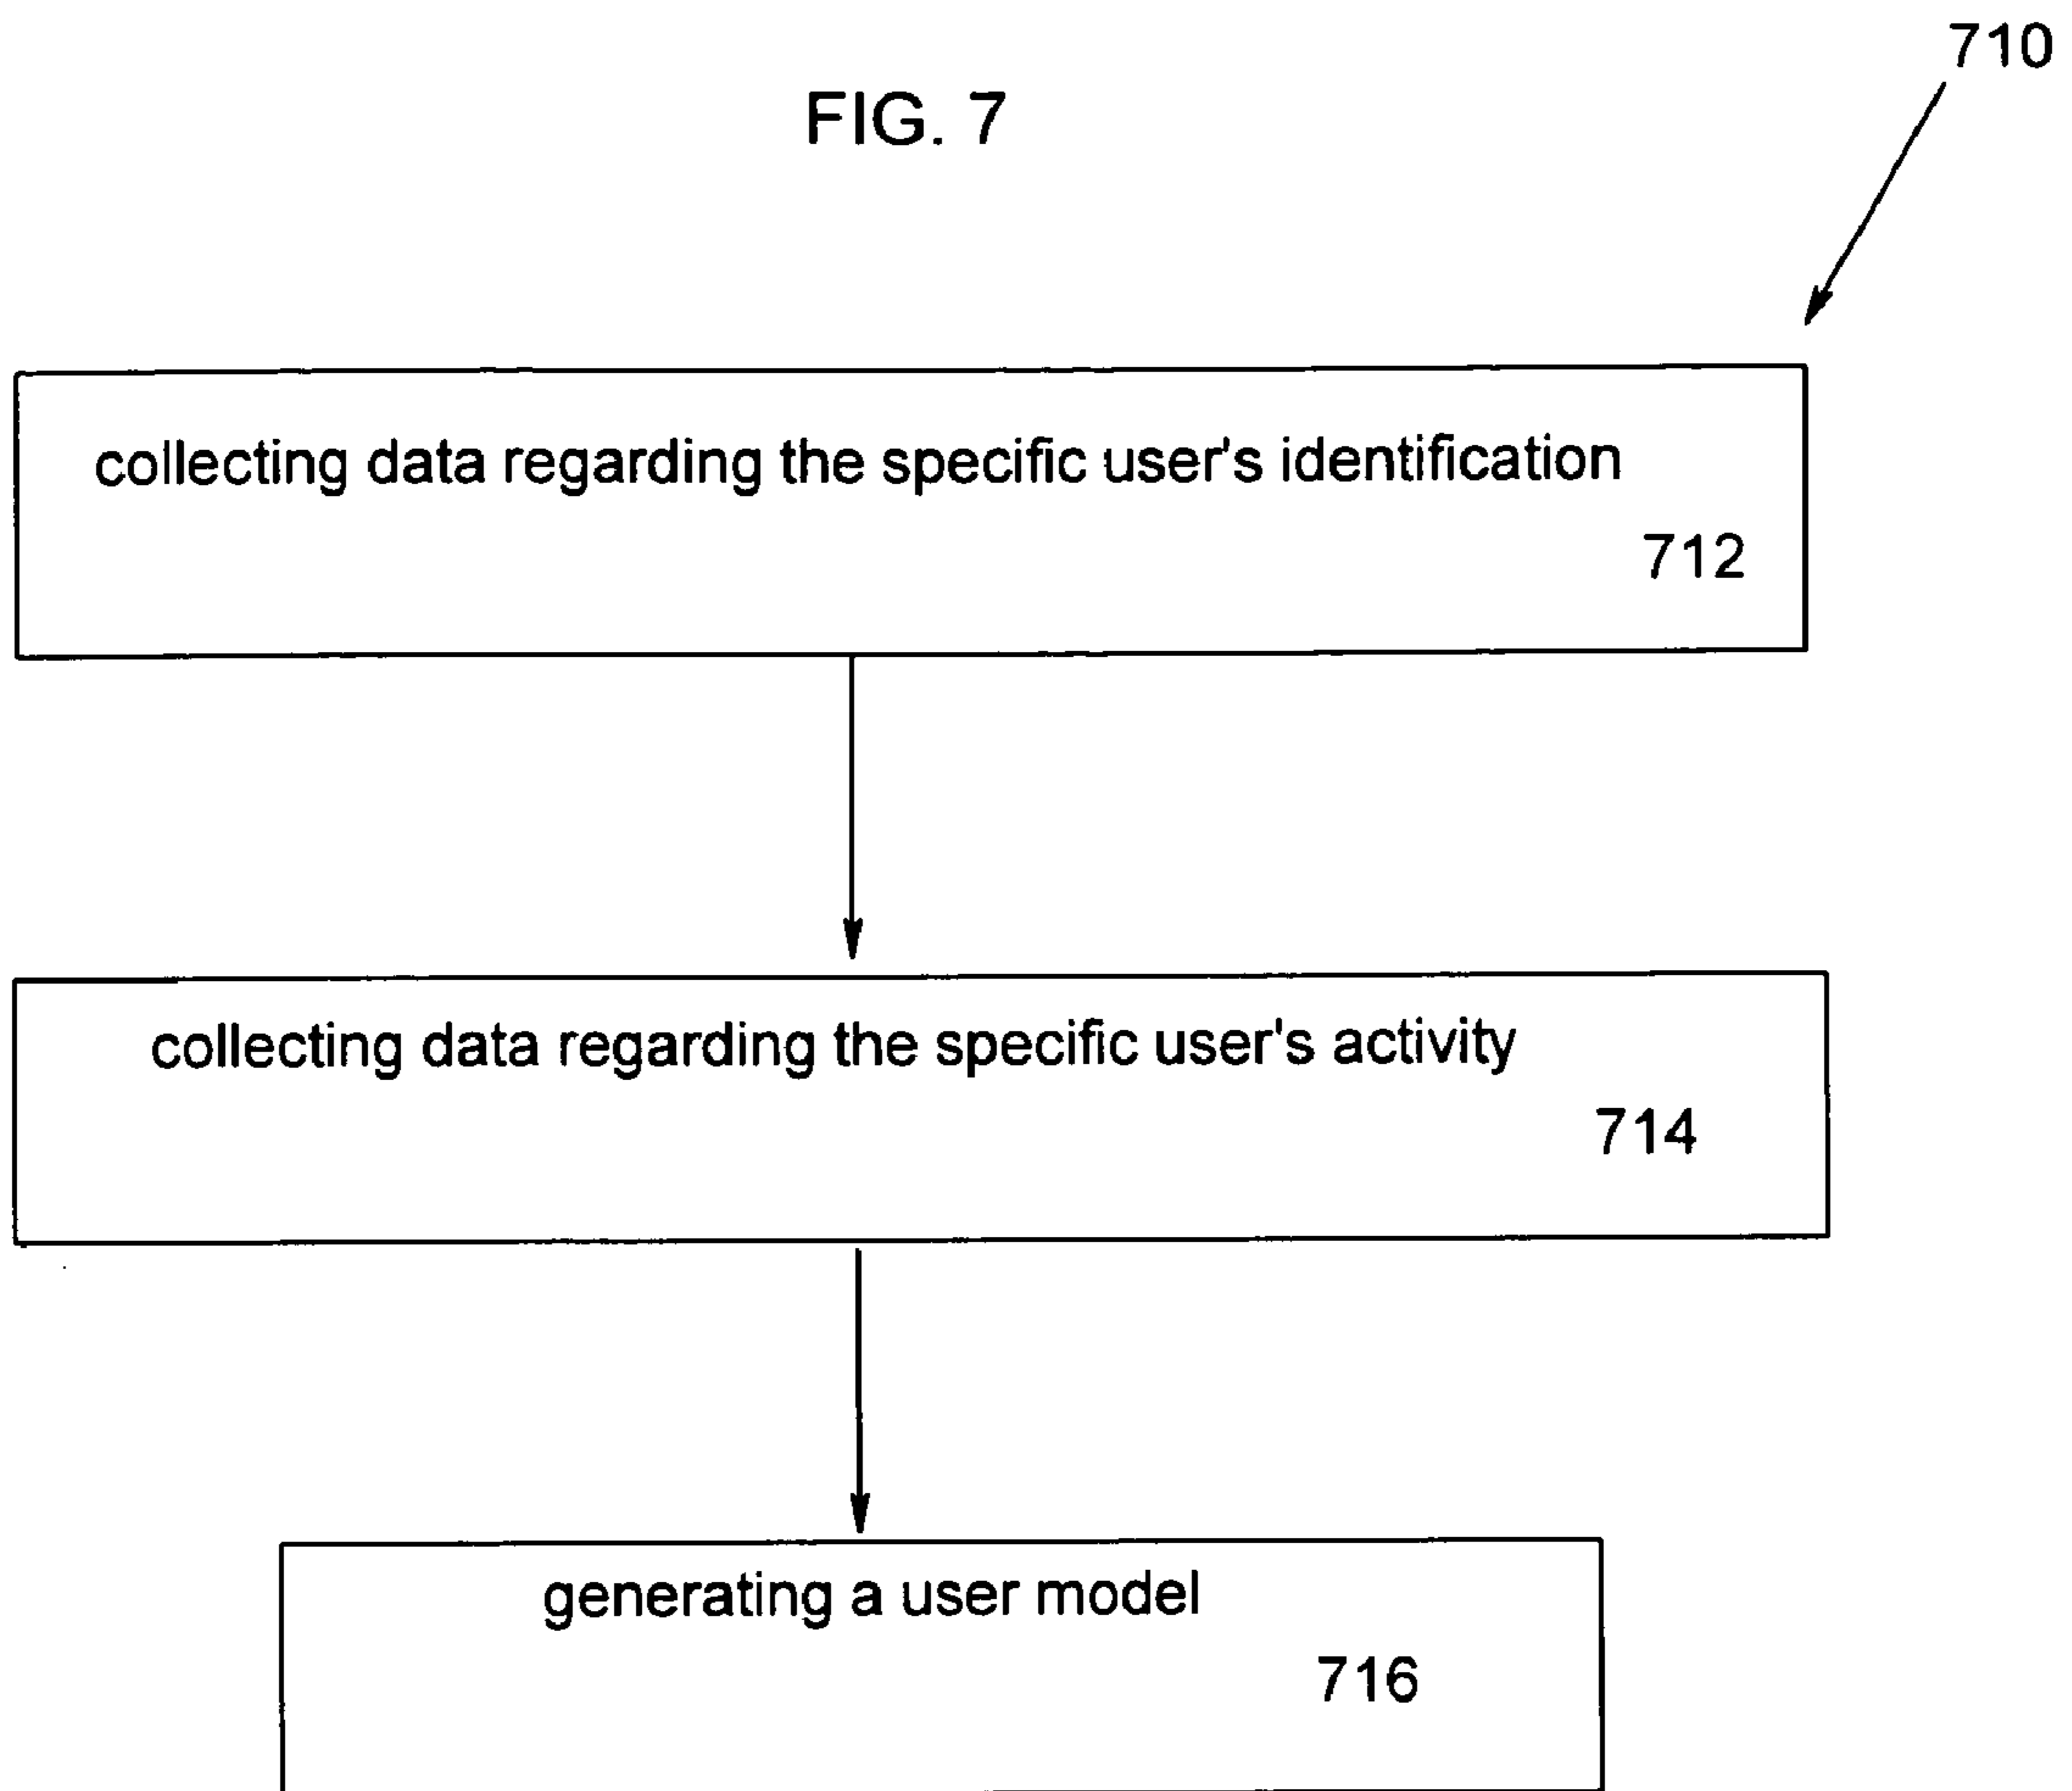 710
FIG. 7
collecting data regarding the specific user's identification
712
collecting data regarding the specific user's activity
714
generating a user model
716